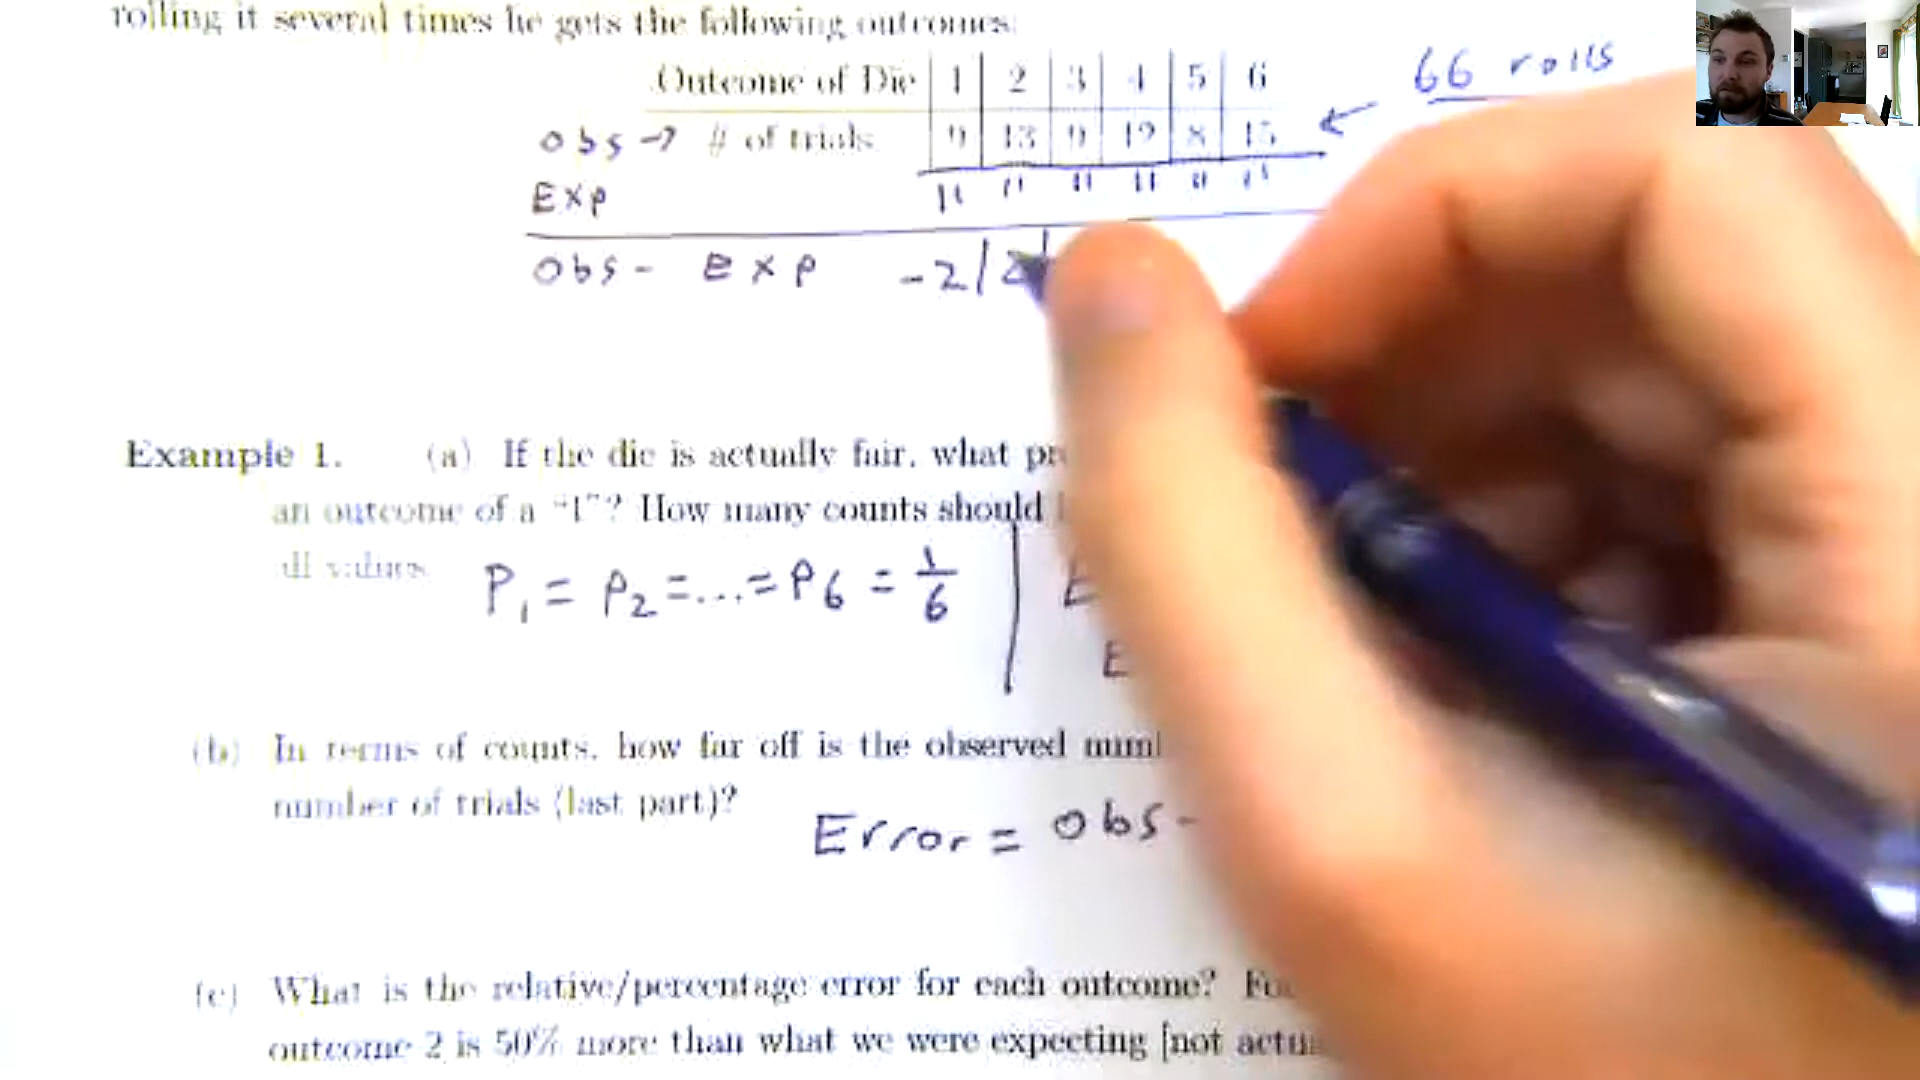 rolling it several times he gets the following outcomes:
66 rolls
Outcome of Die 1 2 3 4 5 6
obs → # of trials 9 13 9 12 8 15
Exp 11 11 11 11 11 11
Obs - Exp -2 2
Example 1. (a) If the die is actually fair, what
an outcome of a "1"? How many counts should
all values.
P1 = P2 = ... = P6 = 1/6
E
E
(b) In terms of counts, how far off is the observed
number of trials (last part)?
Error = Obs -
(c) What is the relative/percentage error for each outcome?
outcome 2 is 50% more than what we were expecting [not